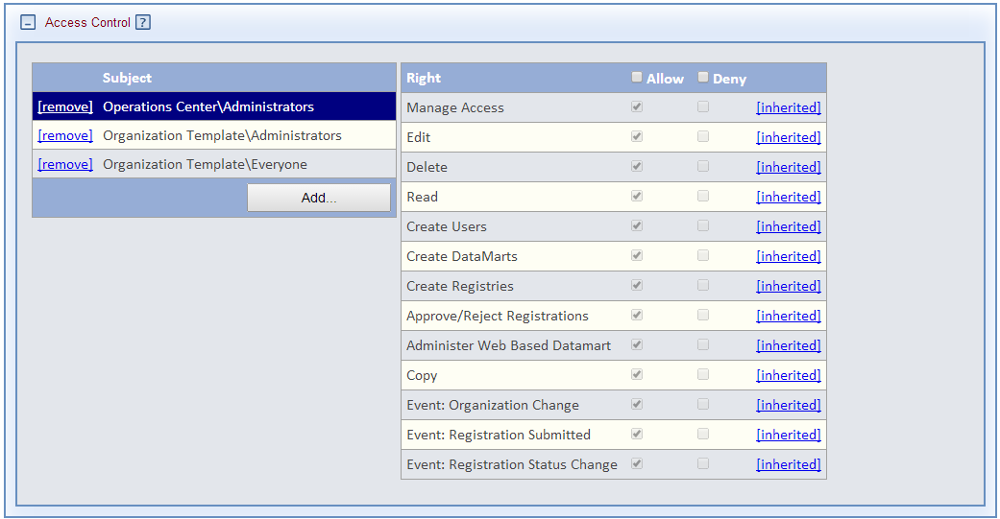 Access Control ?
Subject
[remove] Operations Center\Administrators
[remove] Organization Template\Administrators
[remove] Organization Template\Everyone
Add...
Right Allow Deny
Manage Access [inherited]
Edit [inherited]
Delete [inherited]
Read [inherited]
Create Users [inherited]
Create DataMarts [inherited]
Create Registries [inherited]
Approve/Reject Registrations [inherited]
Administer Web Based Datamart [inherited]
Copy [inherited]
Event: Organization Change [inherited]
Event: Registration Submitted [inherited]
Event: Registration Status Change [inherited]